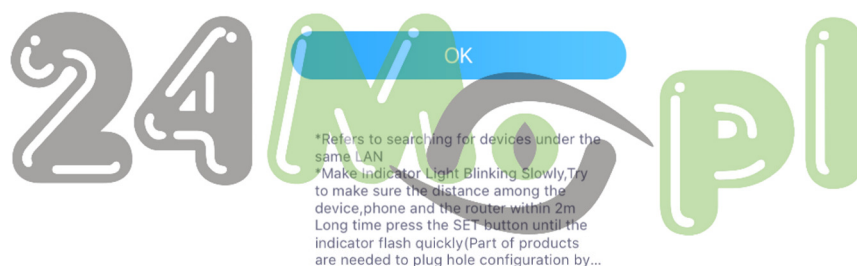 OK
24Mo pl
*Refers to searching for devices under the
same LAN
*Make Indicator Light Blinking Slowly,Try
to make sure the distance among the
device,phone and the router within 2m
Long time press the SET button until the
indicator flash quickly(Part of products
are needed to plug hole configuration by...